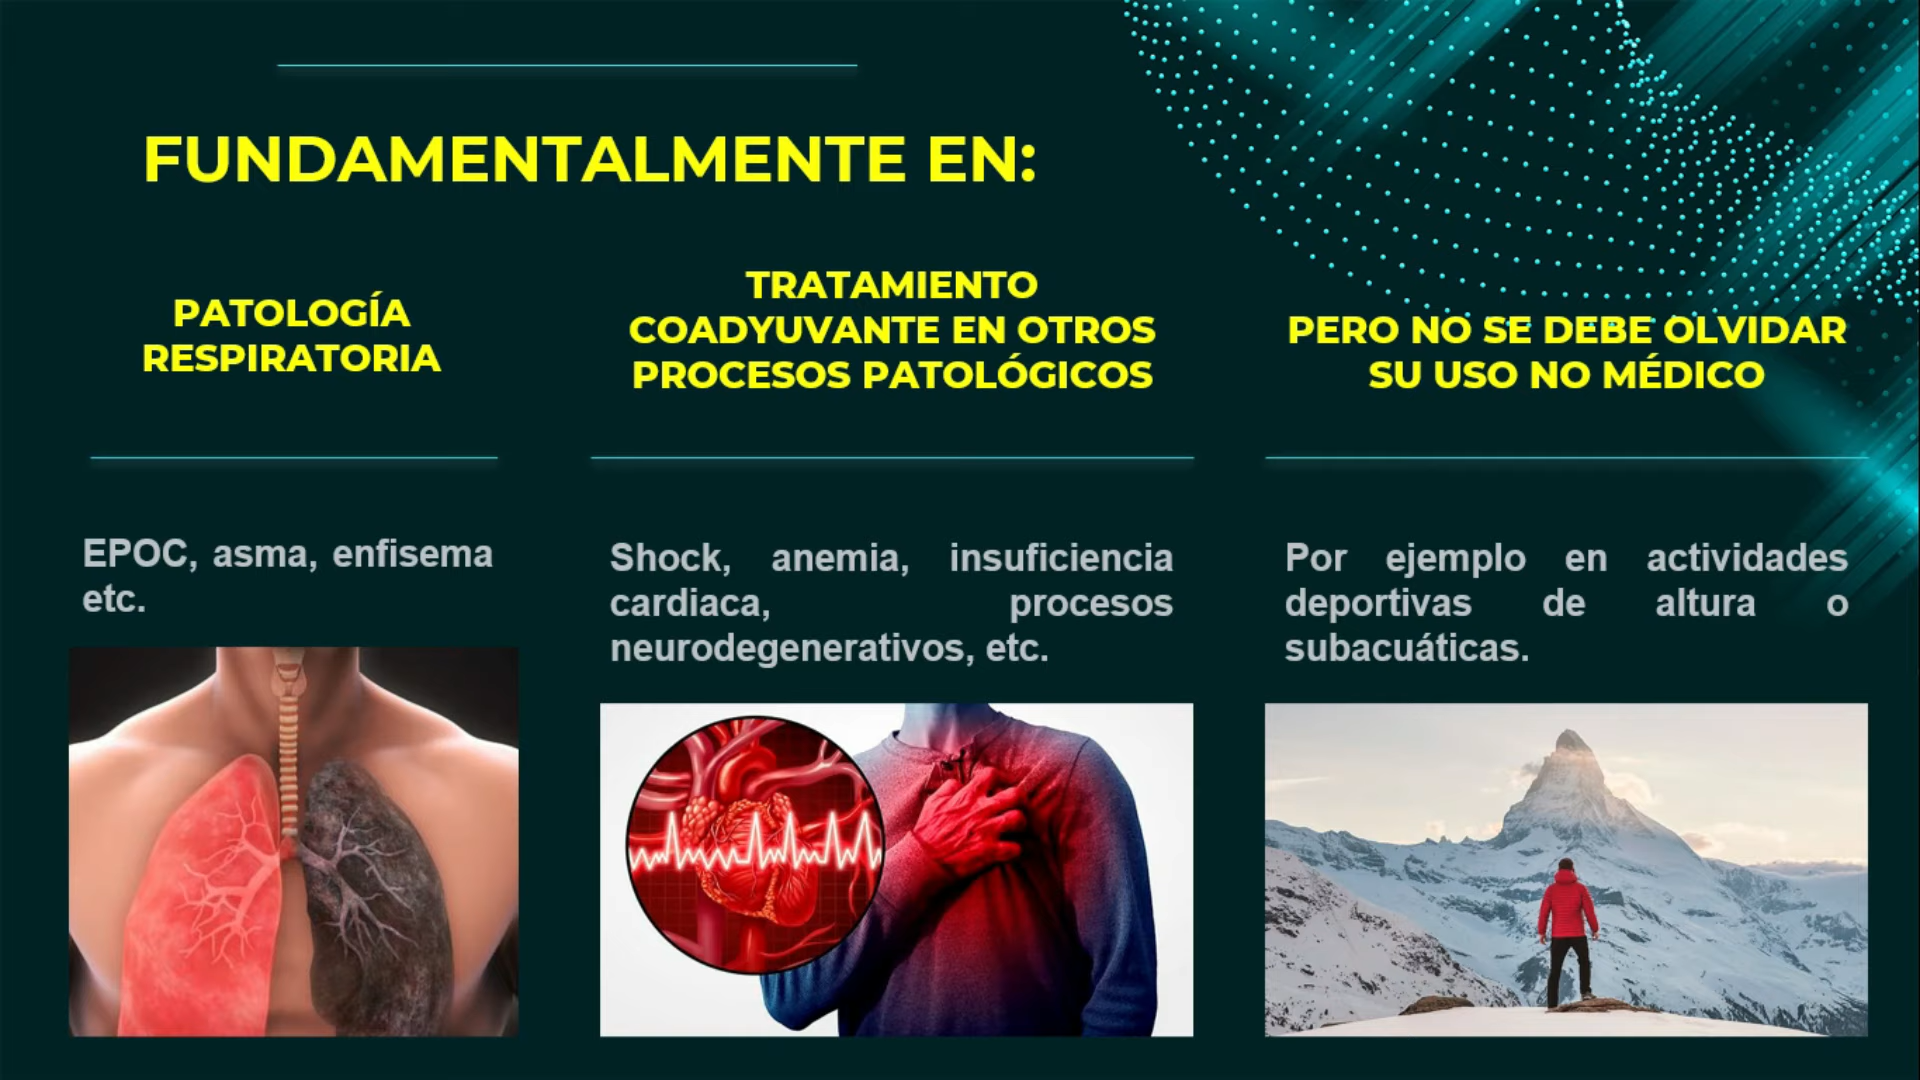 FUNDAMENTALMENTE EN:
PATOLOGÍA
RESPIRATORIA
EPOC, asma, enfisema
etc.
TRATAMIENTO
COADYUVANTE EN OTROS
PROCESOS PATOLÓGICOS
Shock, anemia, insuficiencia
cardiaca, procesos
neurodegenerativos, etc.
PERO NO SE DEBE OLVIDAR
SU USO NO MÉDICO
Por ejemplo en actividades
deportivas de altura o
subacuáticas.